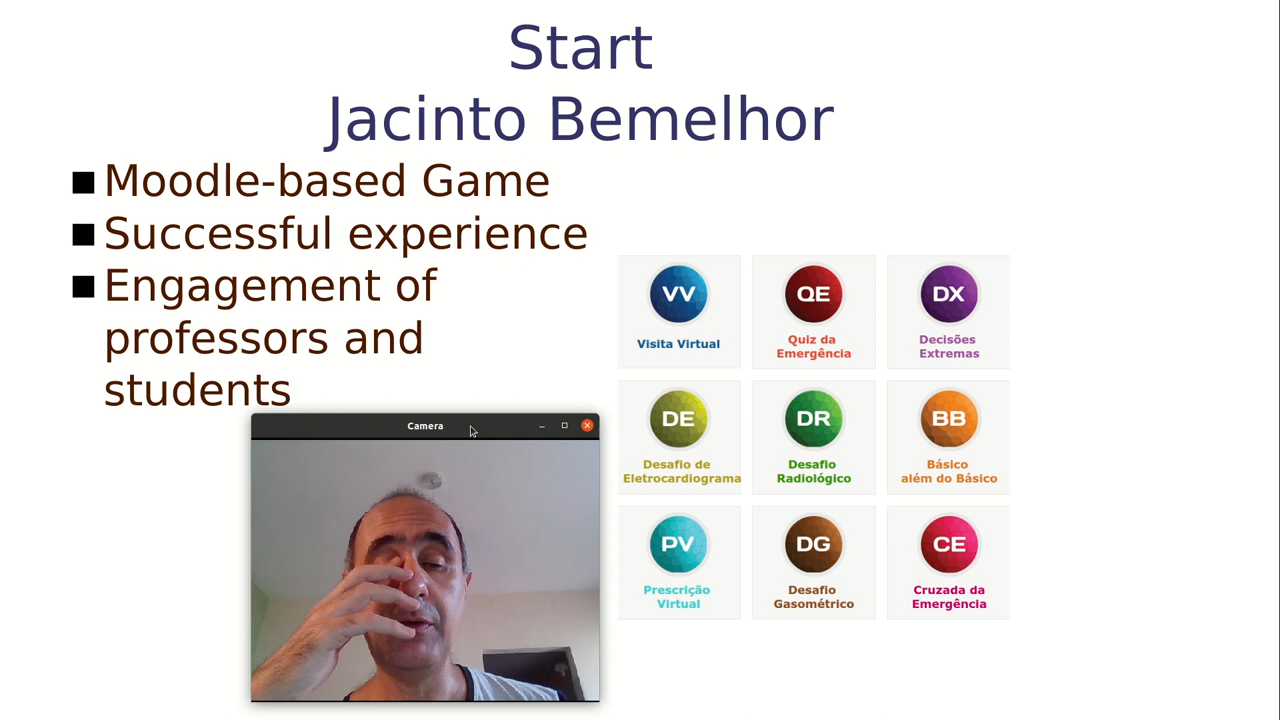 Start
Jacinto Bemelhor
■ Moodle-based Game
■ Successful experience
■ Engagement of
professors and
students
VV
Visita Virtual
QE
Quiz da
Emergência
DX
Decisões
Extremas
DE
Desafio de
Eletrocardiograma
DR
Desafio
Radiológico
BB
Básico
além do Básico
PV
Prescrição
Virtual
DG
Desafio
Gasométrico
CE
Cruzada da
Emergência
Camera